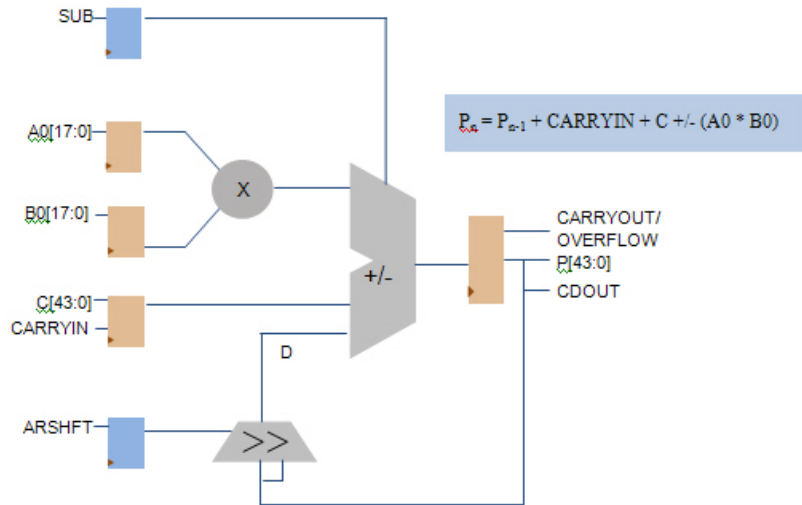 SUB
A0[17:0]
B0[17:0]
C[43:0]
CARRYIN
ARSHFT
X
+/-
D
>>
Pn = Pn-1 + CARRYIN + C +/- (A0 * B0)
CARRYOUT/
OVERFLOW
P[43:0]
CDOUT